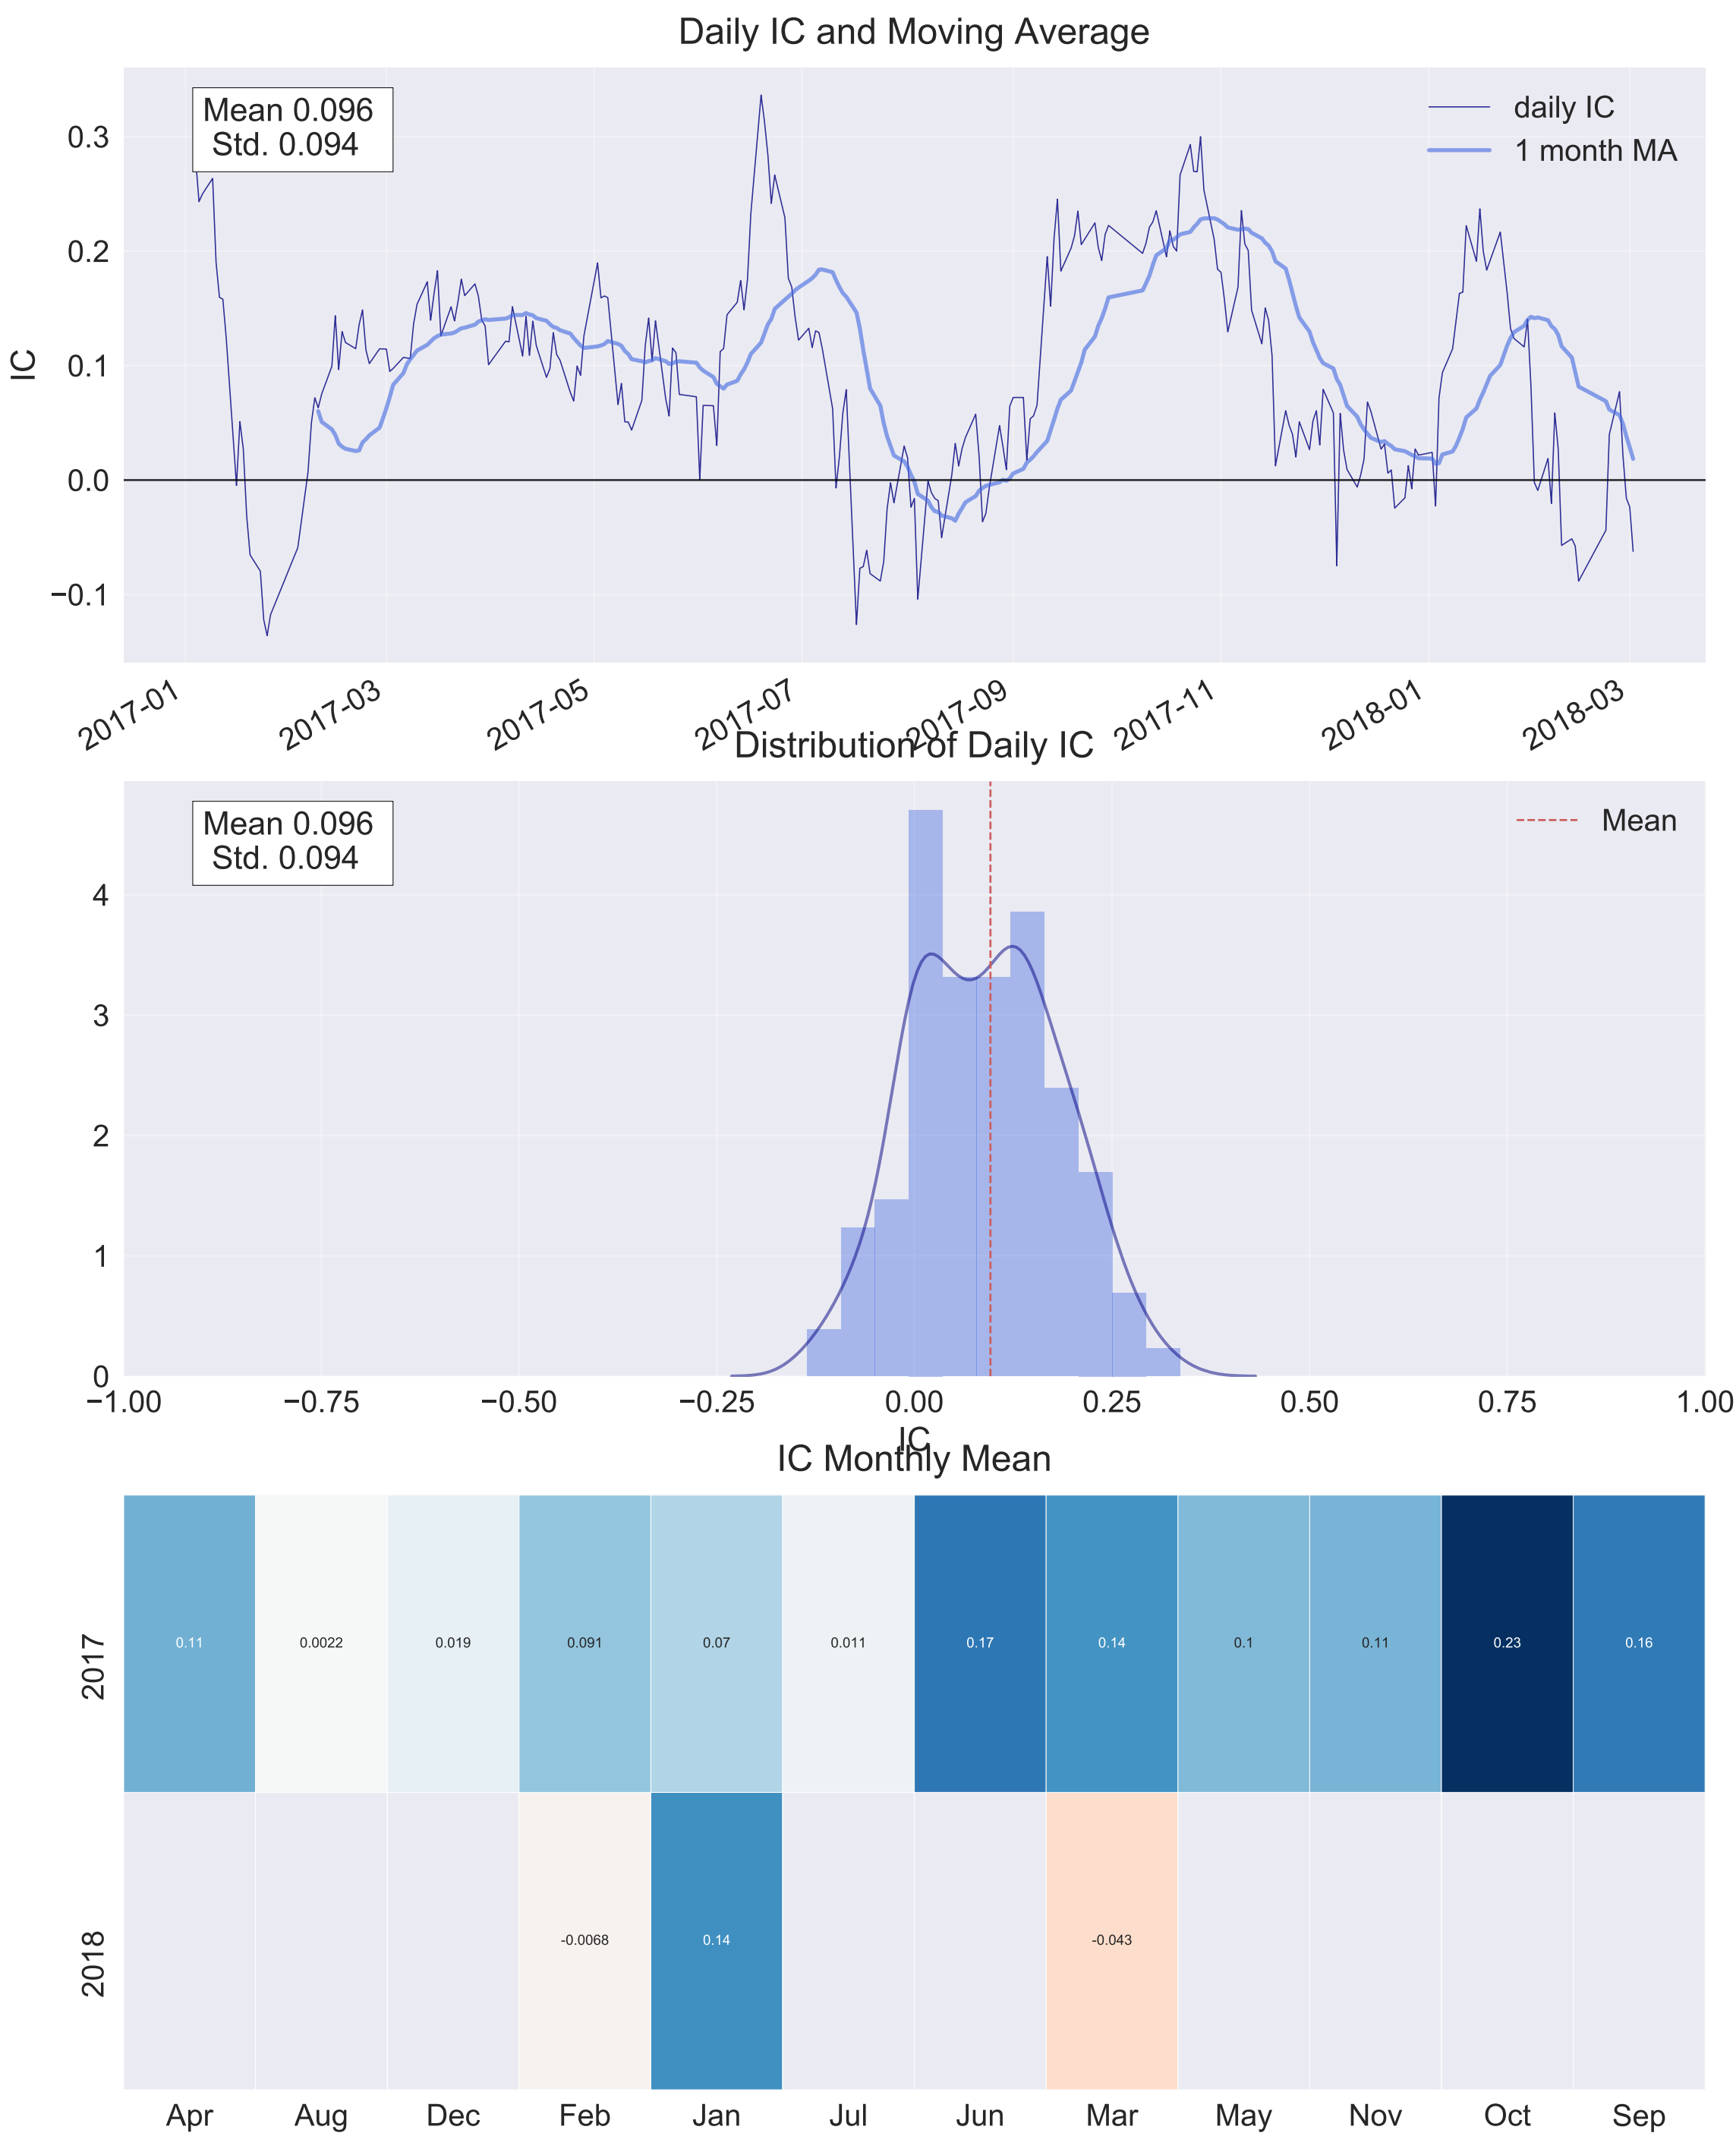 Daily IC and Moving Average
Mean 0.096
Std. 0.094
daily IC
1 month MA
IC
0.3
0.2
0.1
0.0
−0.1
2017-01 2017-03 2017-05 2017-07 2017-09 2017-11 2018-01 2018-03
Distribution of Daily IC
Mean 0.096
Std. 0.094
Mean
4
3
2
1
0
−1.00 −0.75 −0.50 −0.25 0.00 0.25 0.50 0.75 1.00
IC
IC Monthly Mean
2017
0.11 0.0022 0.019 0.091 0.07 0.011 0.17 0.14 0.1 0.11 0.23 0.16
2018
-0.0068 0.14 -0.043
Apr Aug Dec Feb Jan Jul Jun Mar May Nov Oct Sep